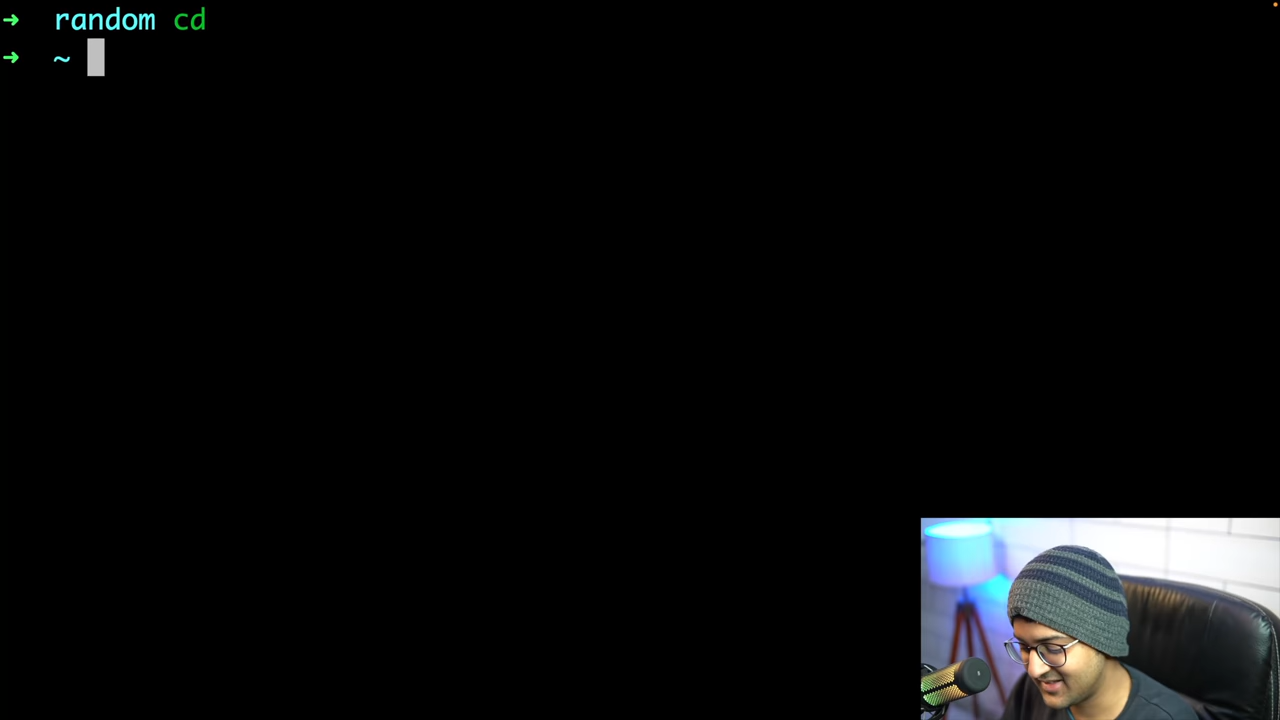 ➜ random cd
➜ ~